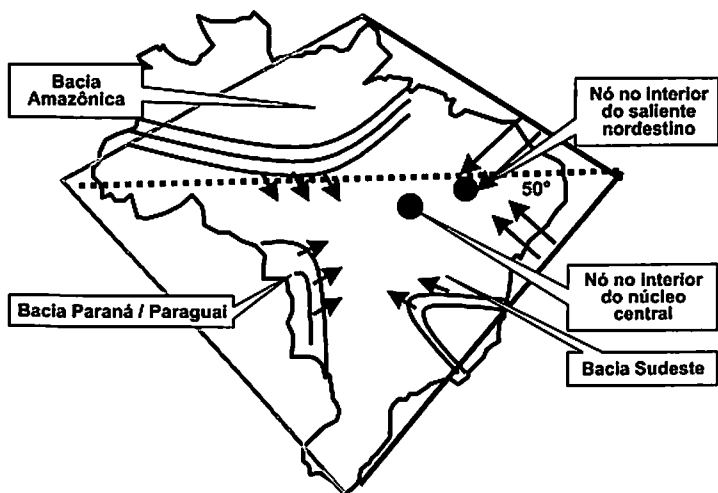 Bacia
Amazônica
Nó no Interior
do saliente
nordestino
50°
Nó no Interior
do núcleo
central
Bacia Paraná / Paraguai
Bacia Sudeste